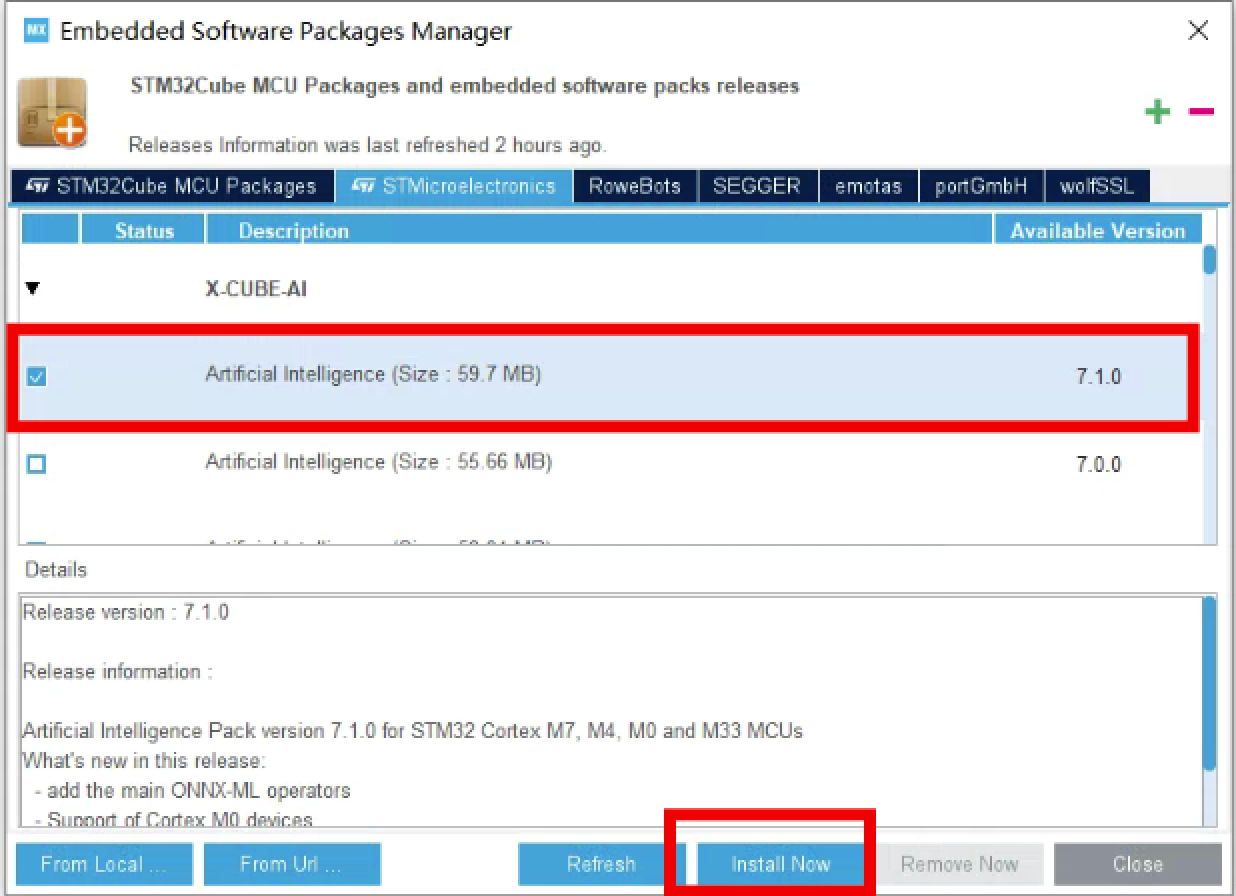 MX Embedded Software Packages Manager
STM32Cube MCU Packages and embedded software packs releases
Releases Information was last refreshed 2 hours ago.
STM32Cube MCU Packages STMicroelectronics RoweBots SEGGER emotas portGmbH wolfSSL
Status Description Available Version
X-CUBE-AI
Artificial Intelligence (Size : 59.7 MB) 7.1.0
Artificial Intelligence (Size : 55.66 MB) 7.0.0
Details
Release version : 7.1.0
Release information :
Artificial Intelligence Pack version 7.1.0 for STM32 Cortex M7, M4, M0 and M33 MCUs
What's new in this release:
- add the main ONNX-ML operators
- Support of Cortex M0 devices
From Local ... From Url ... Refresh Install Now Remove Now Close